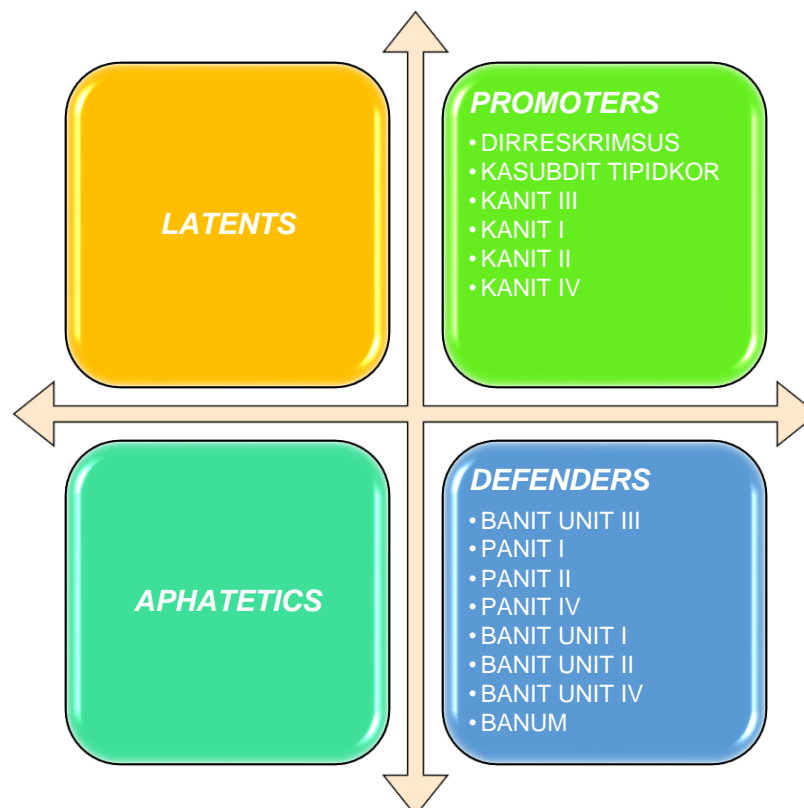 LATENTS
PROMOTERS
• DIRRESKRIMSUS
• KASUBDIT TIPIDKOR
• KANIT III
• KANIT I
• KANIT II
• KANIT IV
APHATETICS
DEFENDERS
• BANIT UNIT III
• PANIT I
• PANIT II
• PANIT IV
• BANIT UNIT I
• BANIT UNIT II
• BANIT UNIT IV
• BANUM